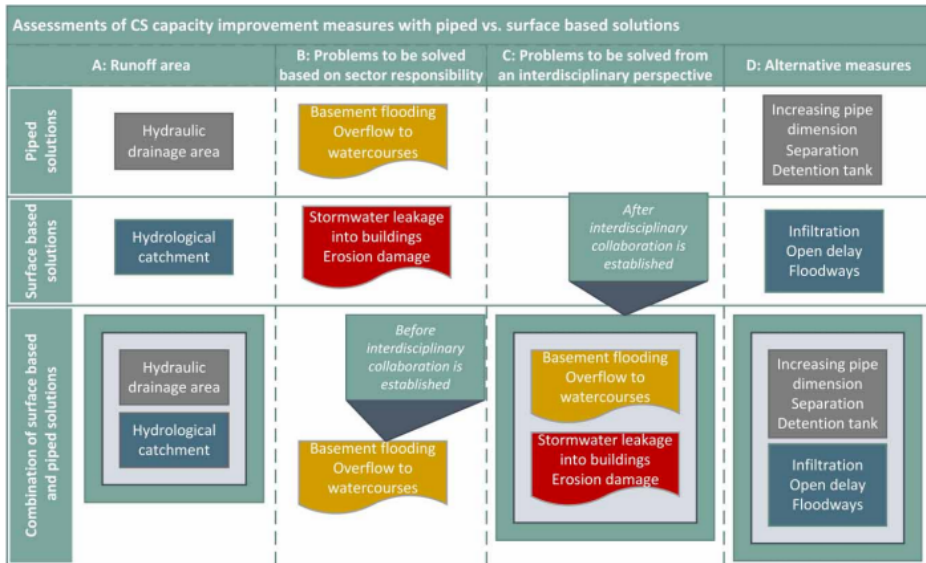 Assessments of CS capacity improvement measures with piped vs. surface based solutions
A: Runoff area
B: Problems to be solved
based on sector responsibility
C: Problems to be solved from
an interdisciplinary perspective
D: Alternative measures
Piped
solutions
Hydraulic
drainage area
Basement flooding
Overflow to
watercourses
Increasing pipe
dimension
Separation
Detention tank
Surface based
solutions
Hydrological
catchment
Stormwater leakage
into buildings
Erosion damage
After
interdisciplinary
collaboration is
established
Infiltration
Open delay
Floodways
Combination of surface based
and piped solutions
Hydraulic
drainage area
Hydrological
catchment
Before
interdisciplinary
collaboration is
established
Basement flooding
Overflow to
watercourses
Basement flooding
Overflow to
watercourses
Stormwater leakage
into buildings
Erosion damage
Increasing pipe
dimension
Separation
Detention tank
Infiltration
Open delay
Floodways